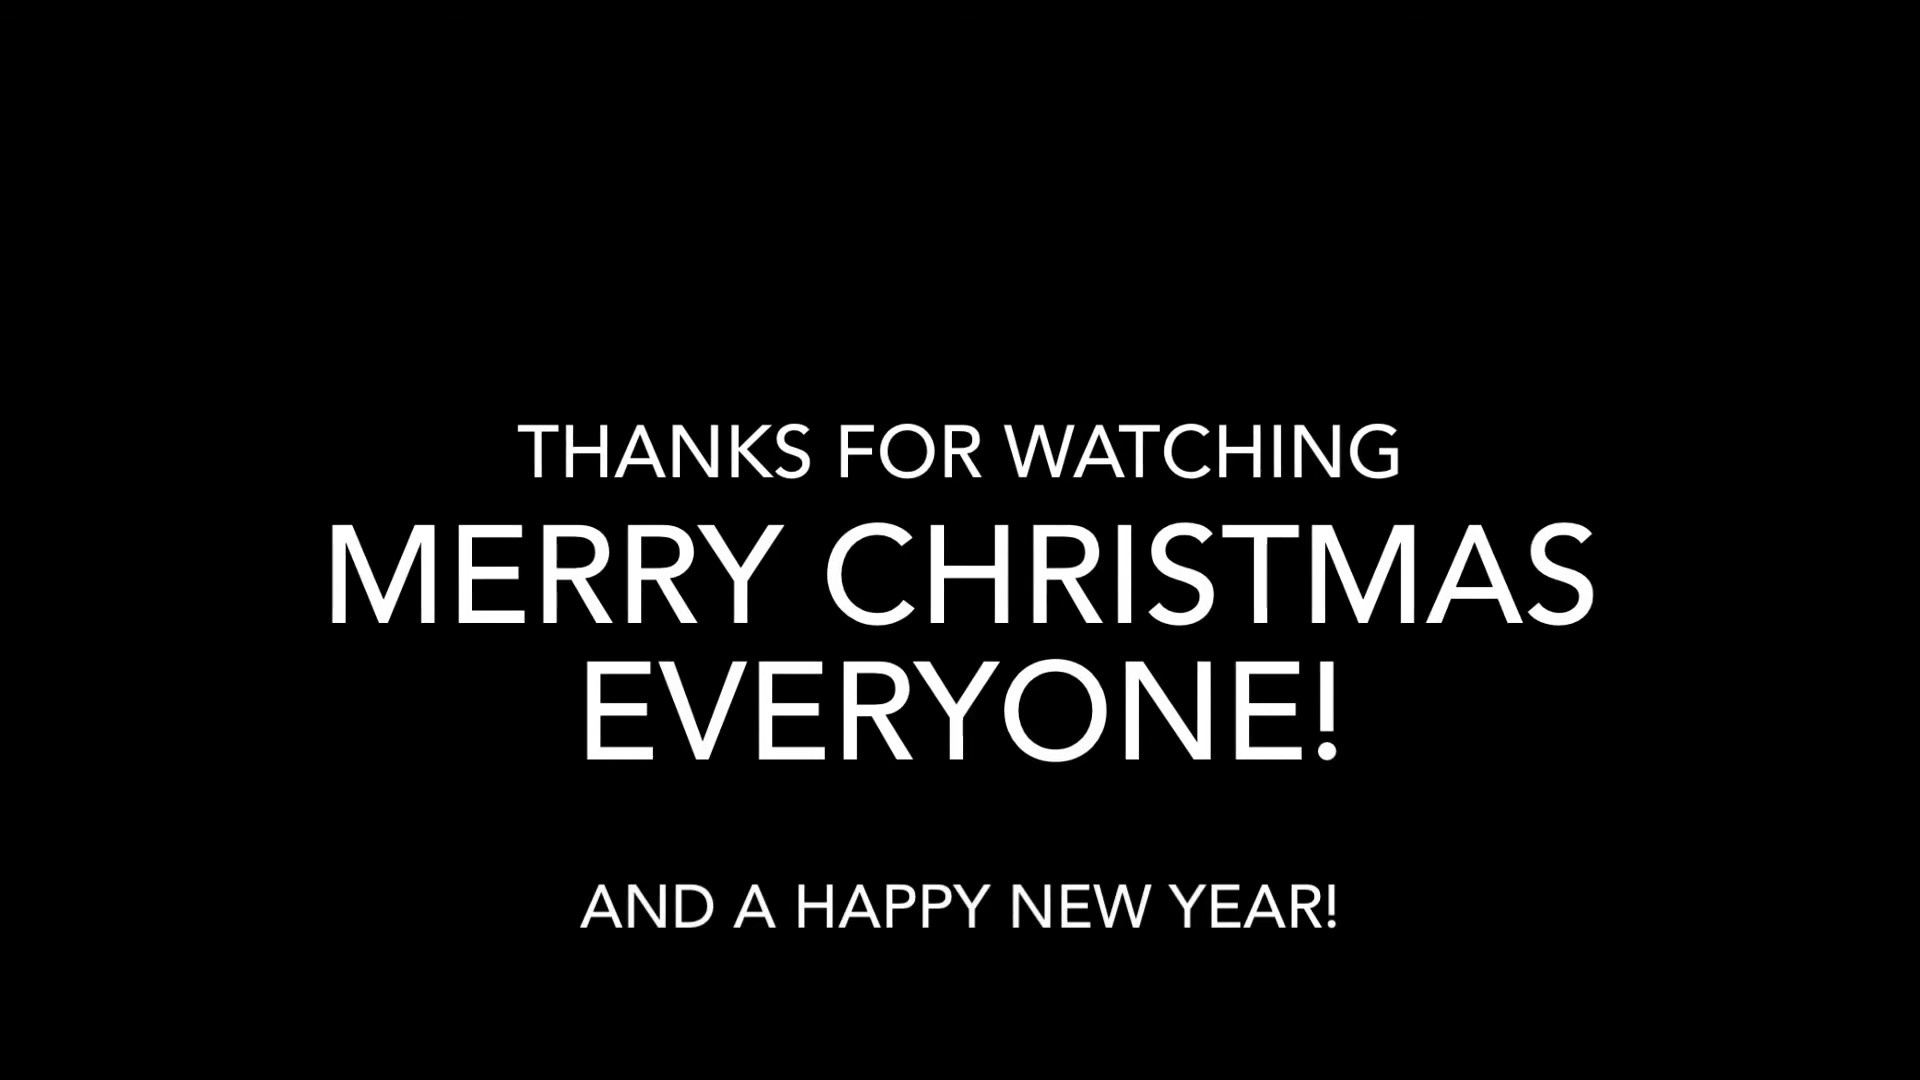 THANKS FOR WATCHING
MERRY CHRISTMAS
EVERYONE!
AND A HAPPY NEW YEAR!